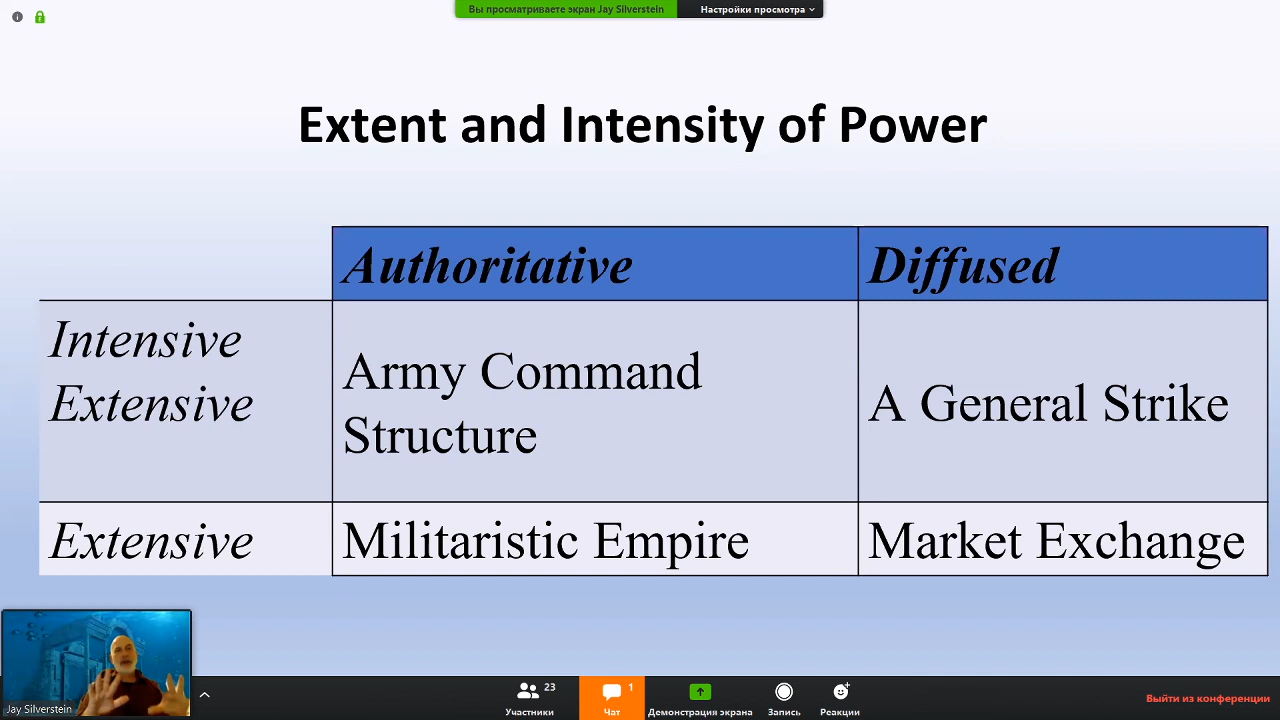 Вы просматриваете экран Jay Silverstein
Настройки просмотра
Extent and Intensity of Power
Authoritative
Diffused
Intensive
Extensive
Army Command
Structure
A General Strike
Extensive
Militaristic Empire
Market Exchange
Jay Silverstein
23
Участники
1
Чат
Демонстрация экрана
Запись
Реакции
Выйти из конференции